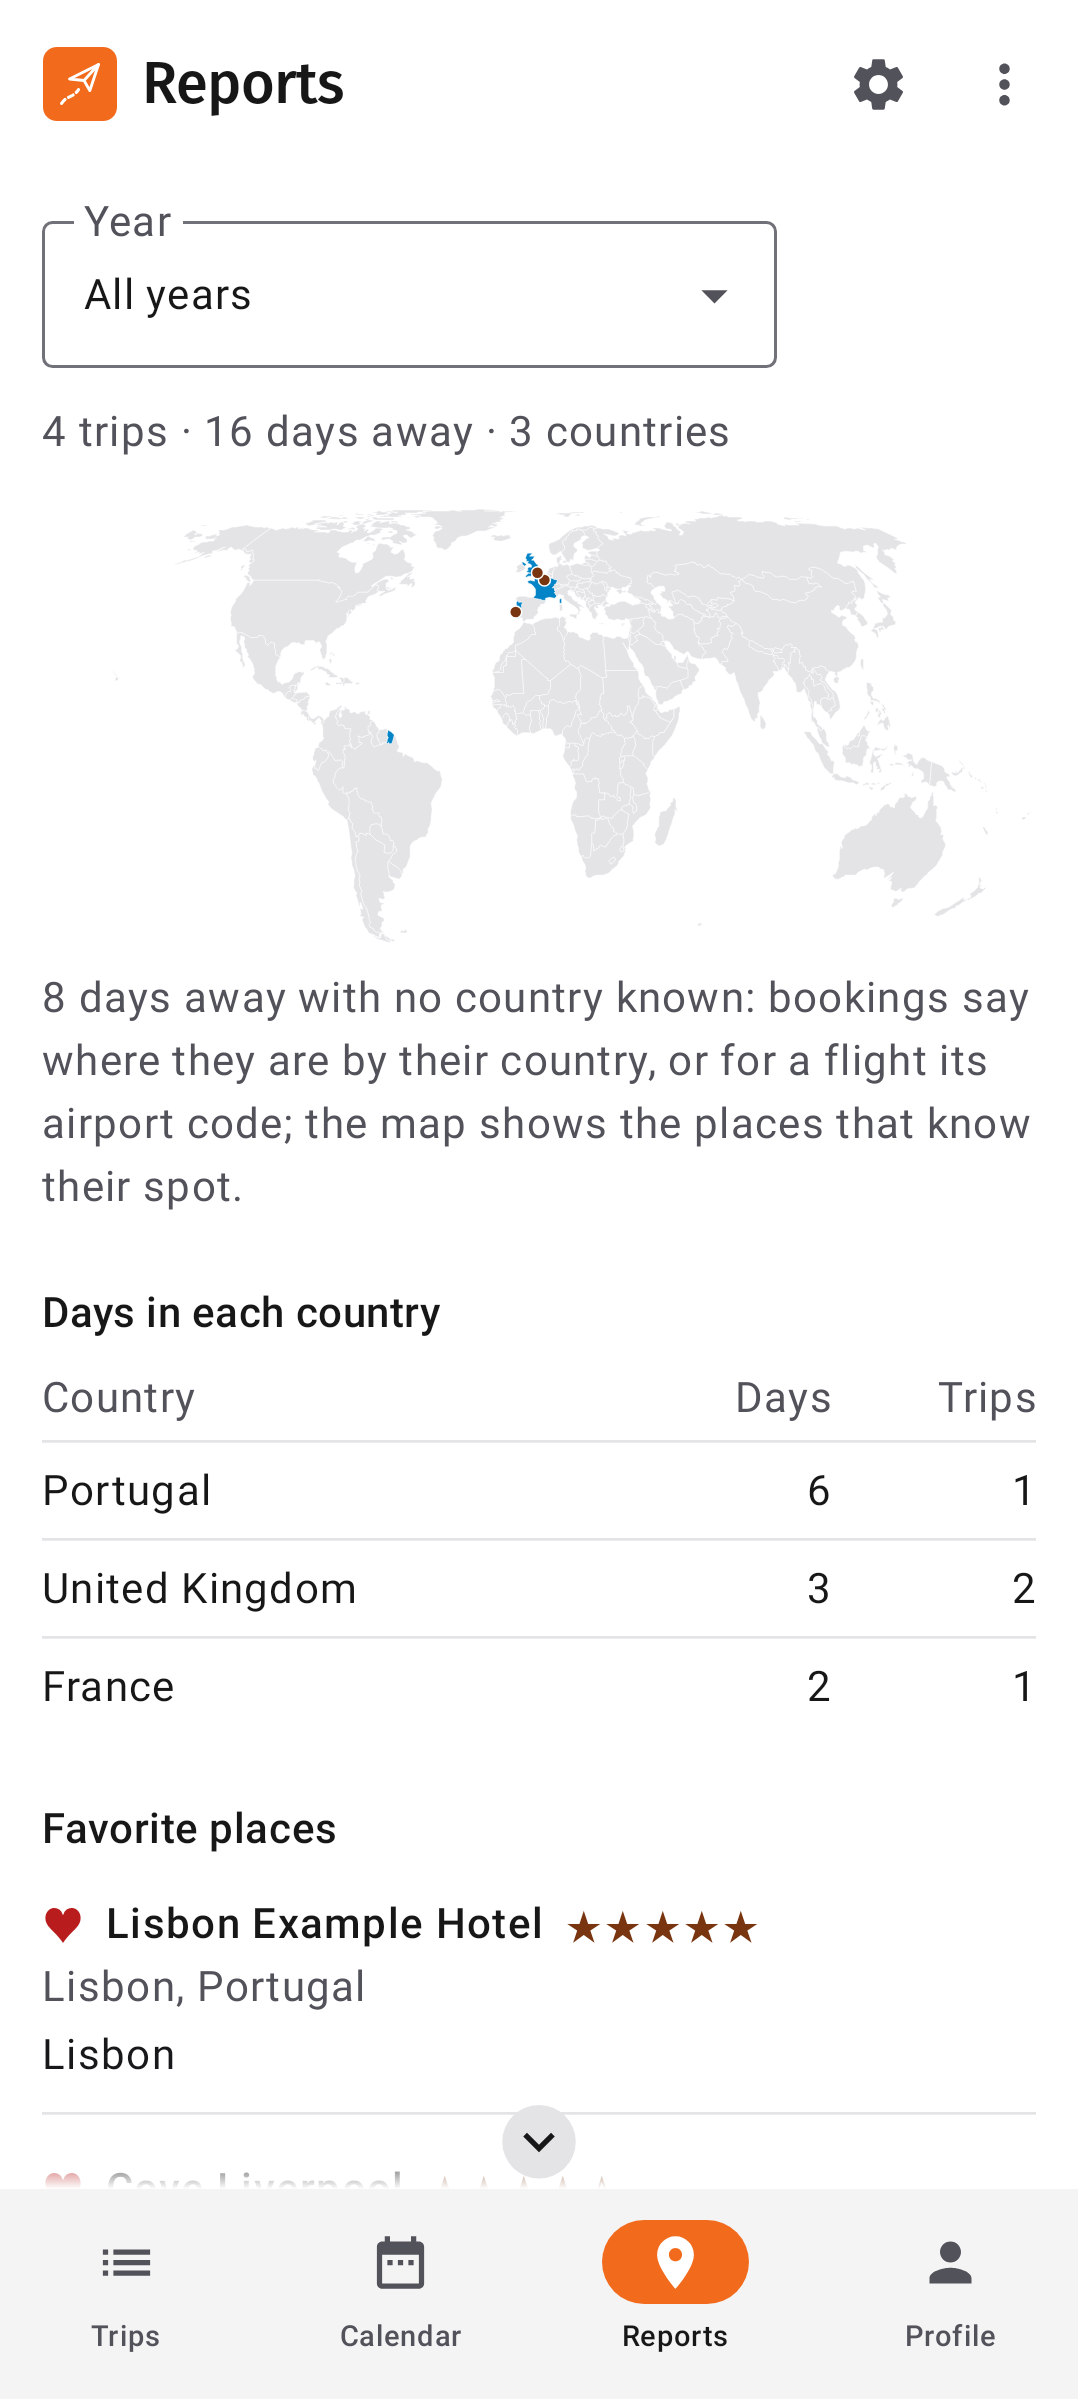 Reports
Year
All years
4 trips · 16 days away · 3 countries
8 days away with no country known: bookings say
where they are by their country, or for a flight its
airport code; the map shows the places that know
their spot.
Days in each country
Country Days Trips
Portugal 6 1
United Kingdom 3 2
France 2 1
Favorite places
Lisbon Example Hotel ★★★★★
Lisbon, Portugal
Lisbon
Trips
Calendar
Reports
Profile